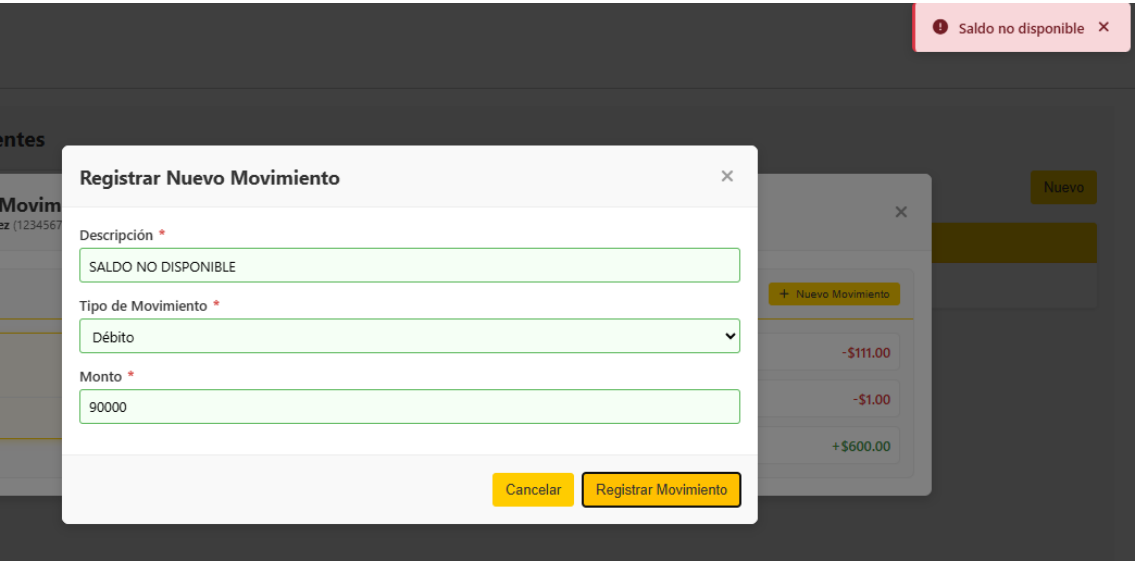 Saldo no disponible ×
entes
Registrar Nuevo Movimiento ×
Nuevo
Movim
×
ez (1234567
Descripción *
SALDO NO DISPONIBLE
+ Nuevo Movimiento
Tipo de Movimiento *
Débito
-$111.00
Monto *
90000
-$1.00
+$600.00
Cancelar
Registrar Movimiento